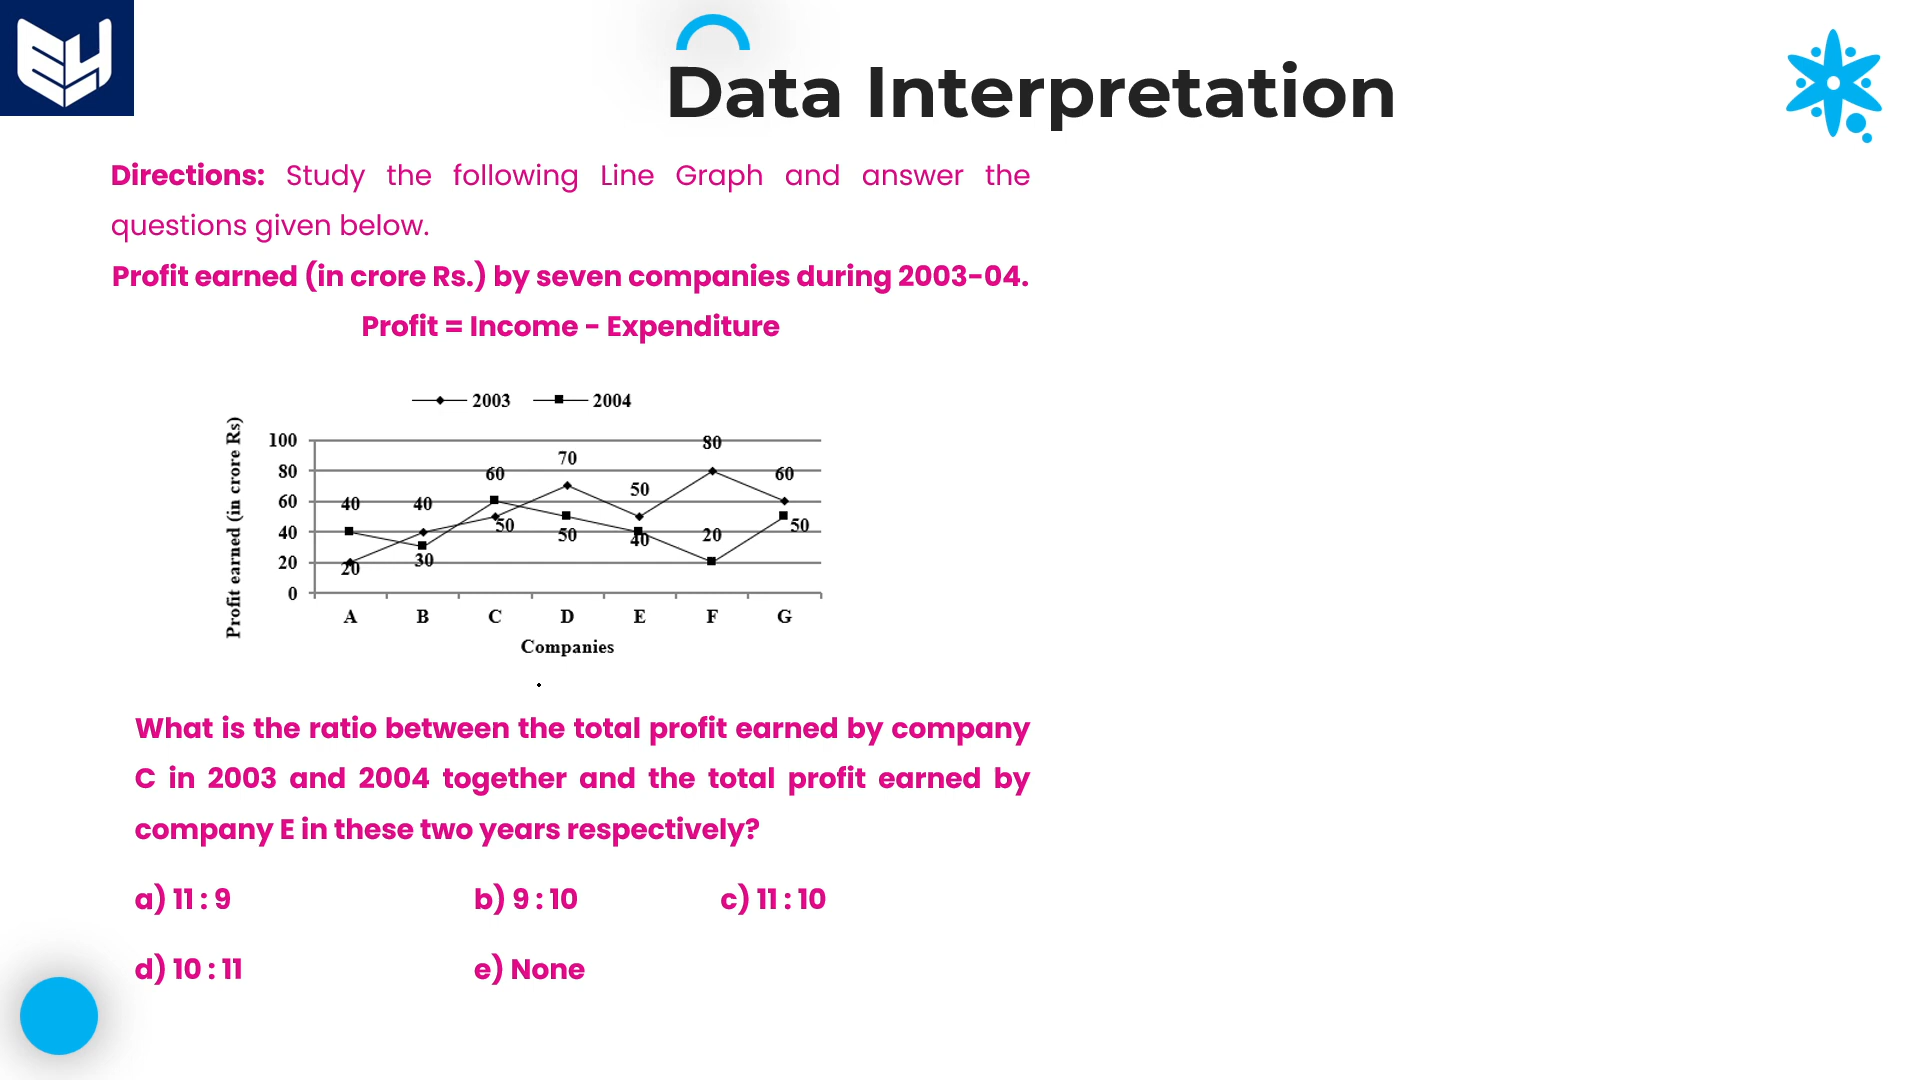 Data Interpretation
Directions: Study the following Line Graph and answer the
questions given below.
Profit earned (in crore Rs.) by seven companies during 2003-04.
Profit = Income - Expenditure
2003 2004
Profit earned (in crore Rs)
100
80
60
40
20
0
40 40 60 70 50 80 60
20 30 50 50 40 20 50
A B C D E F G
Companies
What is the ratio between the total profit earned by company
C in 2003 and 2004 together and the total profit earned by
company E in these two years respectively?
a) 11 : 9 b) 9 : 10 c) 11 : 10
d) 10 : 11 e) None